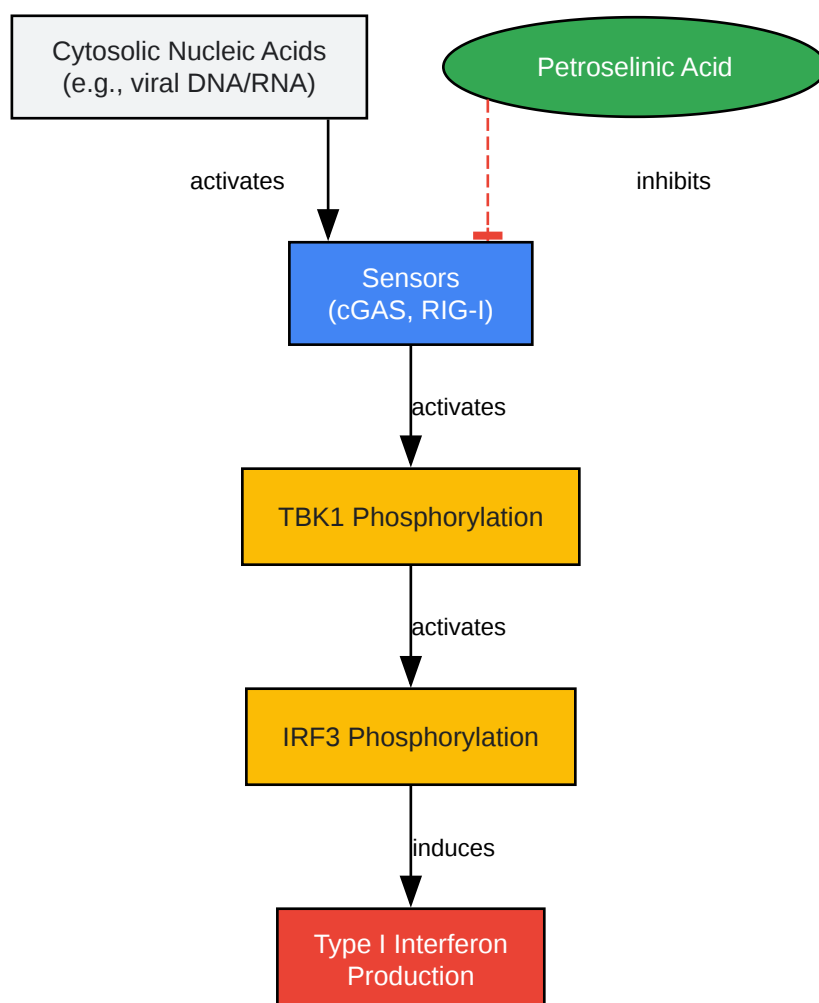 Cytosolic Nucleic Acids
(e.g., viral DNA/RNA)
Petroselinic Acid
activates
inhibits
Sensors
(cGAS, RIG-I)
activates
TBK1 Phosphorylation
activates
IRF3 Phosphorylation
induces
Type I Interferon
Production